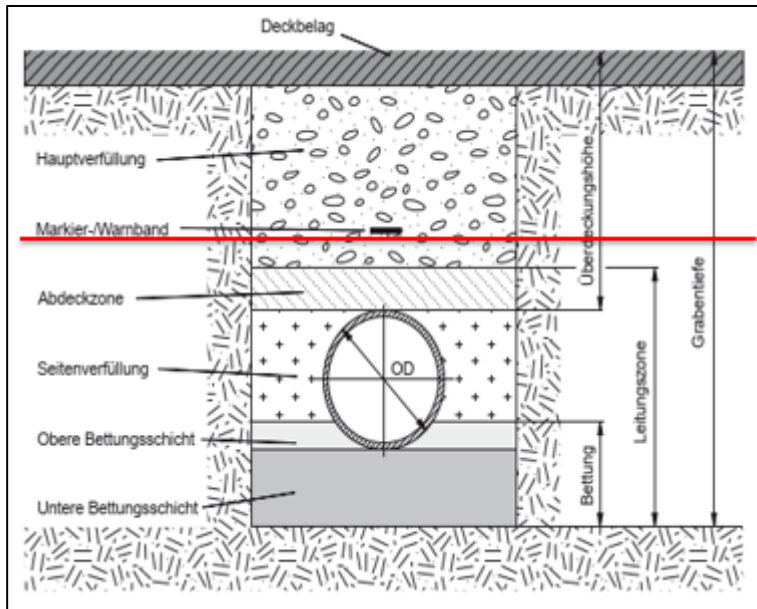 Deckbelag
Hauptverfüllung
Markier-/Warnband
Abdeckzone
Seitenverfüllung
Obere Bettungsschicht
Untere Bettungsschicht
OD
Bettung
Überdeckungshöhe
Leitungszone
Grabentiefe